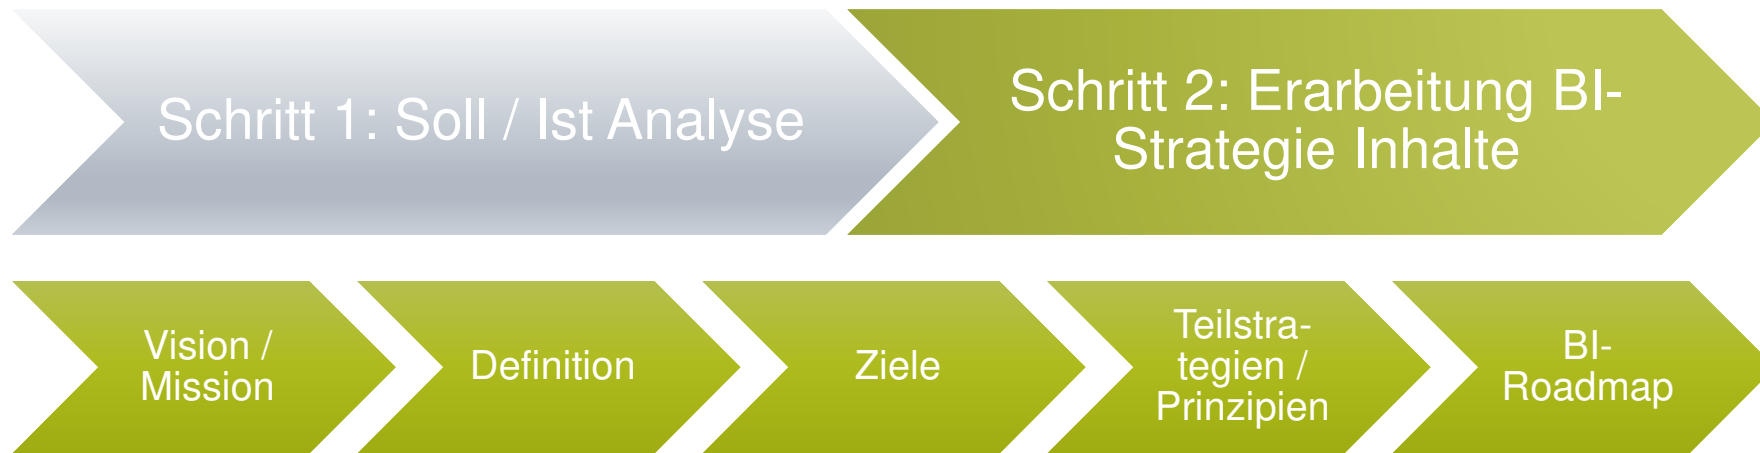 Schritt 1: Soll / Ist Analyse
Schritt 2: Erarbeitung BI-
Strategie Inhalte
Vision /
Mission
Definition
Ziele
Teilstra-
tegien /
Prinzipien
BI-
Roadmap